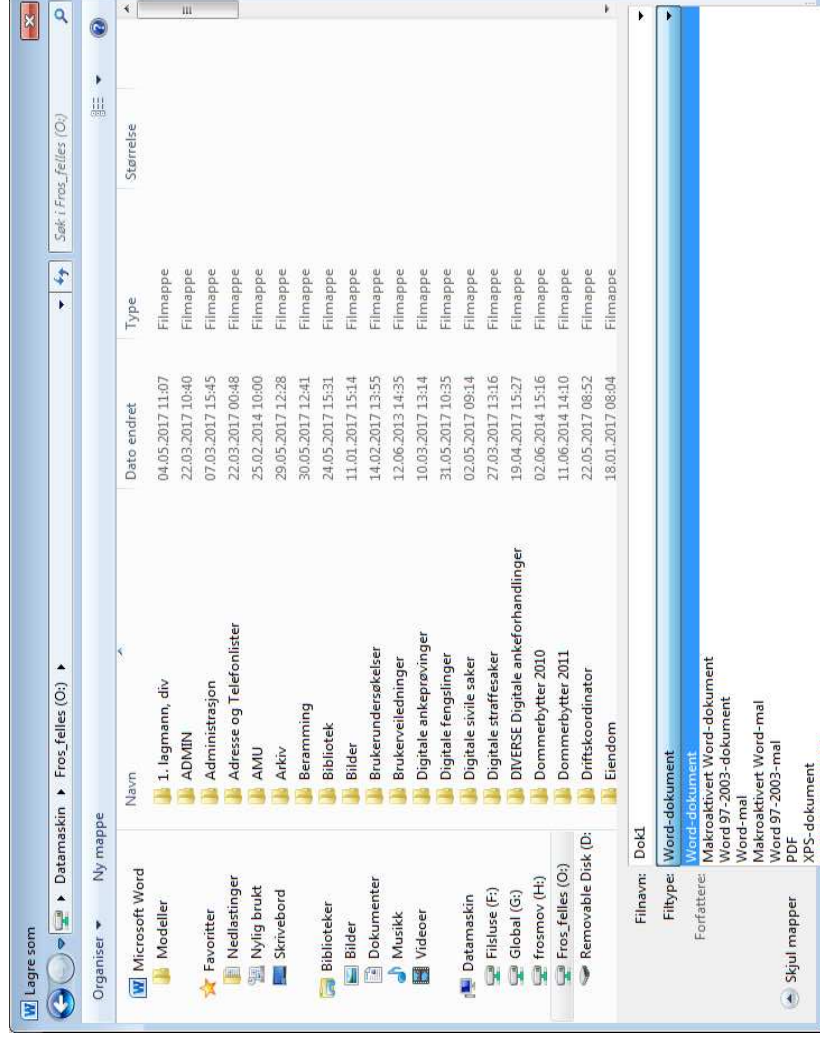 Lagre som
Datamaskin Fros_felles (O:)
Søk i Fros_felles (O:)
Organiser Ny mappe
Microsoft Word
Modeller
Favoritter
Nedlastinger
Nylig brukt
Skrivebord
Biblioteker
Bilder
Dokumenter
Musikk
Videoer
Datamaskin
Filsluse (F:)
Global (G:)
frosmov (H:)
Fros_felles (O:)
Removable Disk (D:
Navn Dato endret Type Størrelse
1. lagmann, div 04.05.2017 11:07 Filmappe
ADMIN 22.03.2017 10:40 Filmappe
Administrasjon 07.03.2017 15:45 Filmappe
Adresse og Telefonlister 22.03.2017 00:48 Filmappe
AMU 25.02.2014 10:00 Filmappe
Arkiv 29.05.2017 12:28 Filmappe
Beramming 30.05.2017 12:41 Filmappe
Bibliotek 24.05.2017 15:31 Filmappe
Bilder 11.01.2017 15:14 Filmappe
Brukerundersøkelser 14.02.2017 13:55 Filmappe
Brukerveiledninger 12.06.2013 14:35 Filmappe
Digitale ankeprøvinger 10.03.2017 13:14 Filmappe
Digitale fengslinger 31.05.2017 10:35 Filmappe
Digitale sivile saker 02.05.2017 09:14 Filmappe
Digitale straffesaker 27.03.2017 13:16 Filmappe
DIVERSE Digitale ankeforhandlinger 19.04.2017 15:27 Filmappe
Dommerbytter 2010 02.06.2014 15:16 Filmappe
Dommerbytter 2011 11.06.2014 14:10 Filmappe
Driftskoordinator 22.05.2017 08:52 Filmappe
Eiendom 18.01.2017 08:04 Filmappe
Filnavn: Dok1
Filtype: Word-dokument
Forfattere:
Word-dokument
Makroaktivert Word-dokument
Word 97-2003-dokument
Word-mal
Makroaktivert Word-mal
Word 97-2003-mal
PDF
XPS-dokument
Skjul mapper